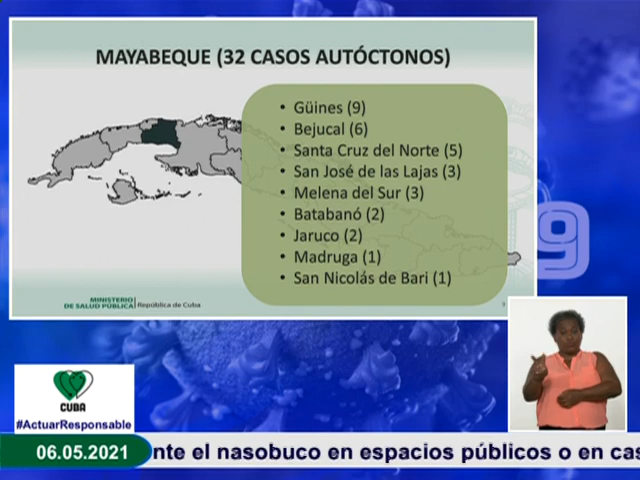 MAYABEQUE (32 CASOS AUTÓCTONOS)
• Güines (9)
• Bejucal (6)
• Santa Cruz del Norte (5)
• San José de las Lajas (3)
• Melena del Sur (3)
• Batabanó (2)
• Jaruco (2)
• Madruga (1)
• San Nicolás de Bari (1)
MINISTERIO
DE SALUD PÚBLICA República de Cuba
9
9
CUBA
#ActuarResponsable
06.05.2021 nte el nasobuco en espacios públicos o en cas